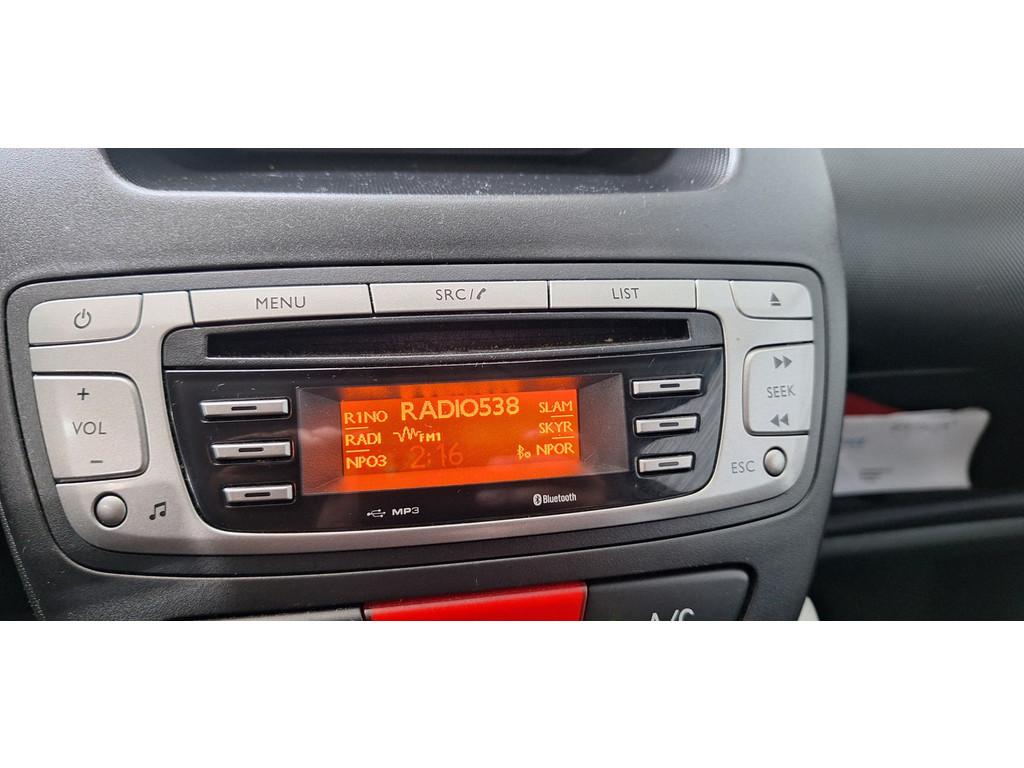 MENU
SRC/
LIST
+
VOL
–
SEEK
ESC
R1NO RADIO538 SLAM
RADI FM1 SKYR
NPO3 2:16 NPOR
MP3
Bluetooth
A/C